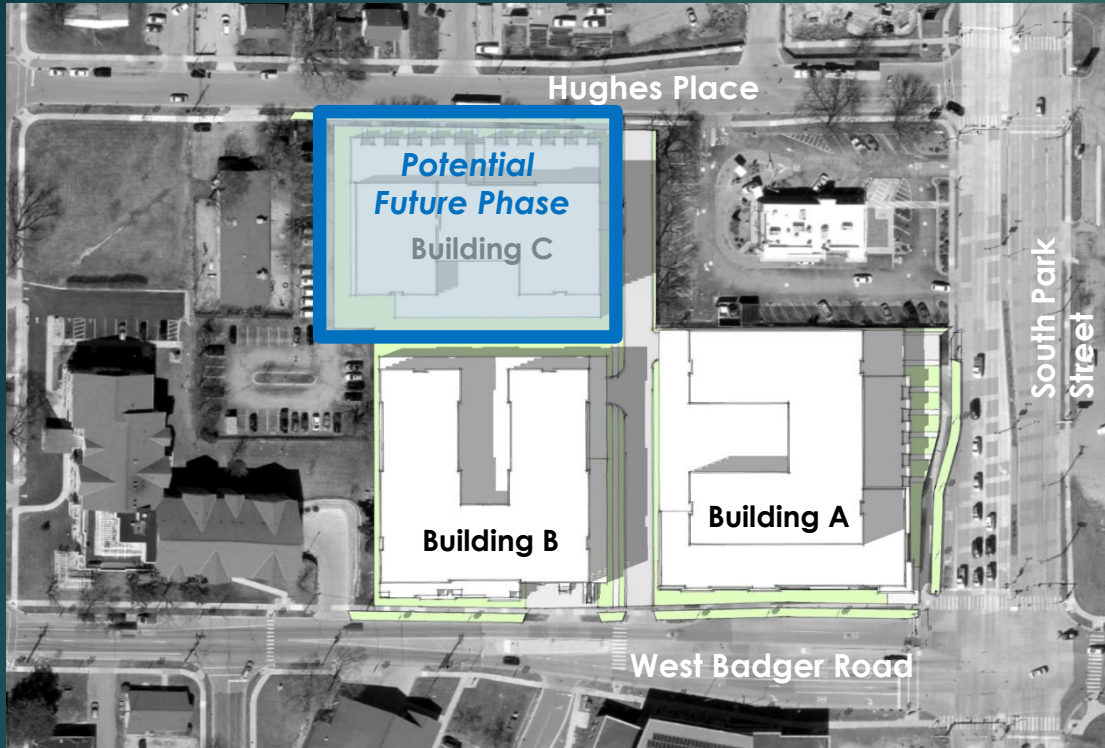 Hughes Place
Potential
Future Phase
Building C
South Park
Street
Building A
Building B
West Badger Road